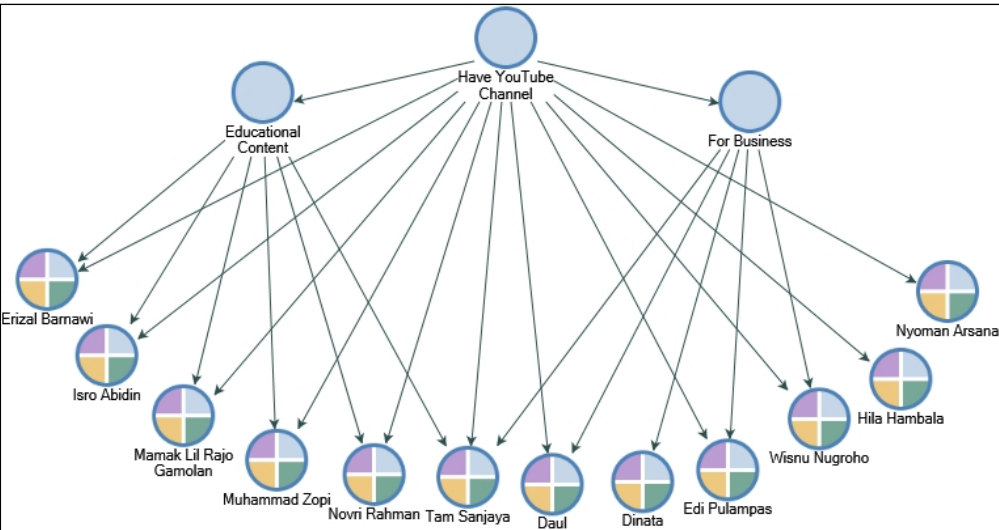 Have YouTube
Channel
Educational
Content
For Business
Erizal Barnawi
Isro Abidin
Mamak Lil Rajo
Gamolan
Muhammad Zopi
Novri Rahman
Tam Sanjaya
Daul
Dinata
Edi Pulampas
Wisnu Nugroho
Hila Hambala
Nyoman Arsana